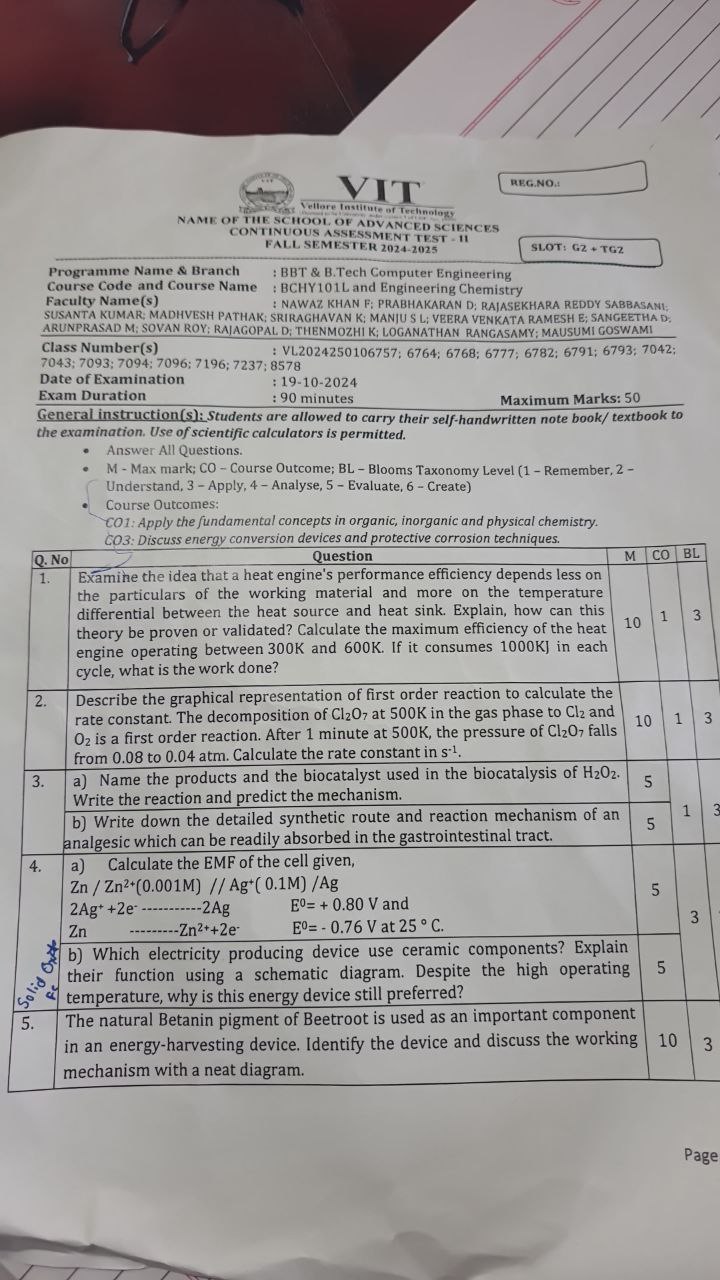 VIT
Vellore Institute of Technology
REG.NO.:
NAME OF THE SCHOOL OF ADVANCED SCIENCES
CONTINUOUS ASSESSMENT TEST - II
FALL SEMESTER 2024-2025
SLOT: G2 + TG2
Programme Name & Branch : BBT & B.Tech Computer Engineering
Course Code and Course Name : BCHY101L and Engineering Chemistry
Faculty Name(s) : NAWAZ KHAN F; PRABHAKARAN D; RAJASEKHARA REDDY SABBASANI;
SUSANTA KUMAR; MADHVESH PATHAK; SRIRAGHAVAN K; MANJU S L; VEERA VENKATA RAMESH E; SANGEETHA D;
ARUNPRASAD M; SOVAN ROY; RAJAGOPAL D; THENMOZHI K; LOGANATHAN RANGASAMY; MAUSUMI GOSWAMI
Class Number(s) : VL2024250106757; 6764; 6768; 6777; 6782; 6791; 6793; 7042;
7043; 7093; 7094; 7096; 7196; 7237; 8578
Date of Examination : 19-10-2024
Exam Duration : 90 minutes Maximum Marks: 50
General instruction(s): Students are allowed to carry their self-handwritten note book/ textbook to
the examination. Use of scientific calculators is permitted.
• Answer All Questions.
• M - Max mark; CO – Course Outcome; BL – Blooms Taxonomy Level (1 – Remember, 2 –
Understand, 3 – Apply, 4 – Analyse, 5 – Evaluate, 6 – Create)
• Course Outcomes:
CO1: Apply the fundamental concepts in organic, inorganic and physical chemistry.
CO3: Discuss energy conversion devices and protective corrosion techniques.
Q. No Question M CO BL
1. Examine the idea that a heat engine's performance efficiency depends less on
the particulars of the working material and more on the temperature
differential between the heat source and heat sink. Explain, how can this
theory be proven or validated? Calculate the maximum efficiency of the heat
engine operating between 300K and 600K. If it consumes 1000KJ in each
cycle, what is the work done?
10 1 3
2. Describe the graphical representation of first order reaction to calculate the
rate constant. The decomposition of Cl₂O₇ at 500K in the gas phase to Cl₂ and
O₂ is a first order reaction. After 1 minute at 500K, the pressure of Cl₂O₇ falls
from 0.08 to 0.04 atm. Calculate the rate constant in s⁻¹.
10 1 3
3. a) Name the products and the biocatalyst used in the biocatalysis of H₂O₂.
Write the reaction and predict the mechanism.
5
b) Write down the detailed synthetic route and reaction mechanism of an
analgesic which can be readily absorbed in the gastrointestinal tract.
5 1 3
4. a) Calculate the EMF of the cell given,
Zn / Zn²⁺(0.001M) // Ag⁺( 0.1M) /Ag
2Ag⁺ +2e⁻ -----------2Ag E⁰= + 0.80 V and
Zn ---------Zn²⁺+2e⁻ E⁰= - 0.76 V at 25 ° C.
5 3
b) Which electricity producing device use ceramic components? Explain
their function using a schematic diagram. Despite the high operating
temperature, why is this energy device still preferred?
5
Solid
5. The natural Betanin pigment of Beetroot is used as an important component
in an energy-harvesting device. Identify the device and discuss the working
mechanism with a neat diagram.
10 3
Page